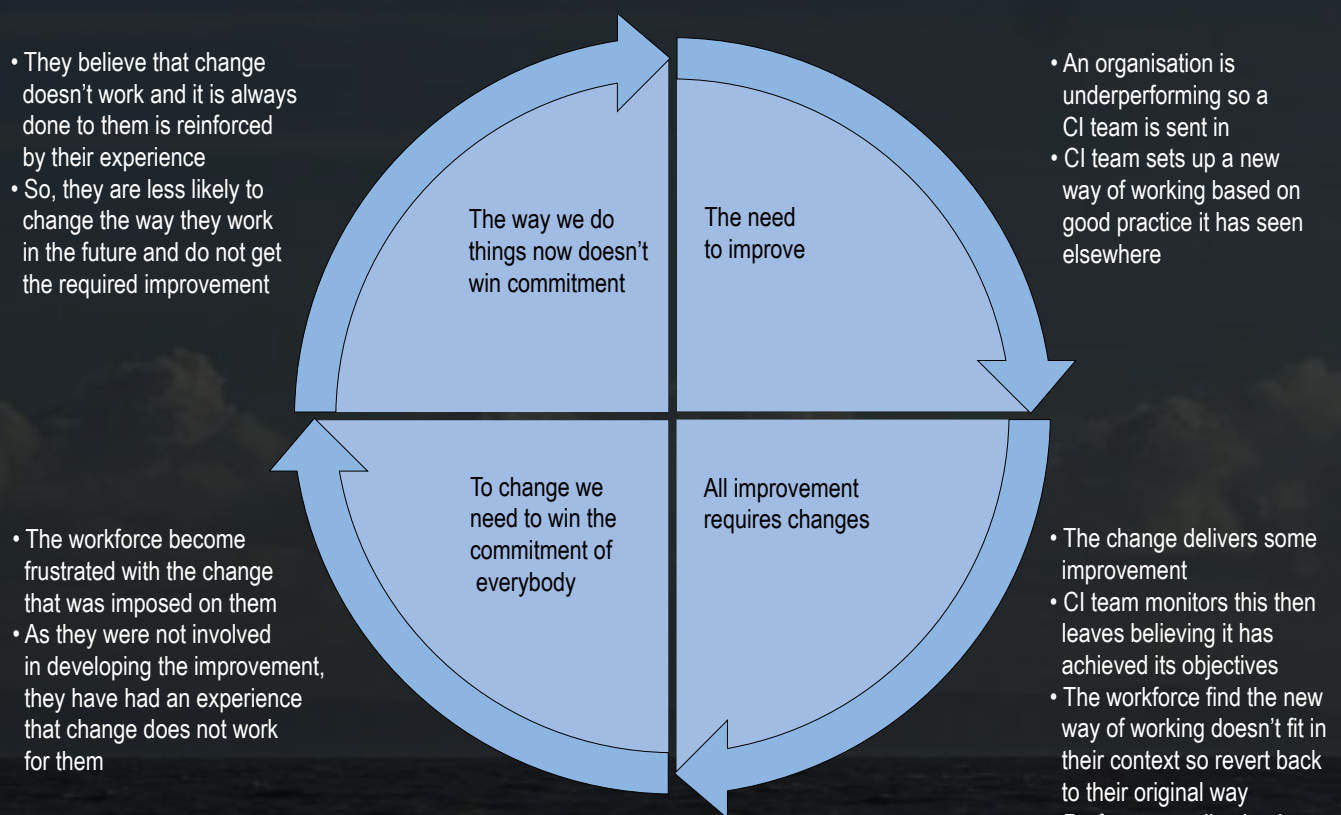 • They believe that change
doesn’t work and it is always
done to them is reinforced
by their experience
• So, they are less likely to
change the way they work
in the future and do not get
the required improvement
The way we do
things now doesn’t
win commitment
The need
to improve
• An organisation is
underperforming so a
CI team is sent in
• CI team sets up a new
way of working based on
good practice it has seen
elsewhere
• The workforce become
frustrated with the change
that was imposed on them
• As they were not involved
in developing the improvement,
they have had an experience
that change does not work
for them
To change we
need to win the
commitment of
everybody
All improvement
requires changes
• The change delivers some
improvement
• CI team monitors this then
leaves believing it has
achieved its objectives
• The workforce find the new
way of working doesn’t fit in
their context so revert back
to their original way